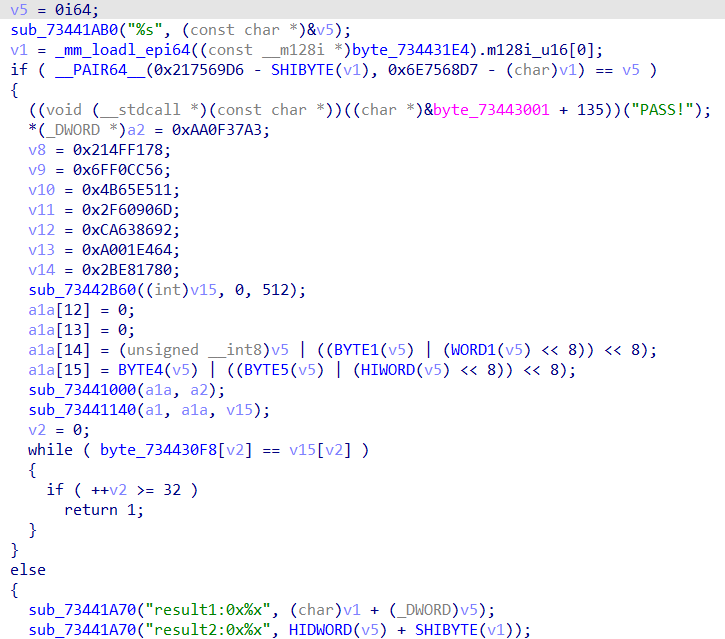 v5 = 0i64;
sub_73441AB0("%s", (const char *)&v5);
v1 = _mm_loadl_epi64((const __m128i *)byte_734431E4).m128i_u16[0];
if ( __PAIR64__(0x217569D6 - SHIBYTE(v1), 0x6E7568D7 - (char)v1) == v5 )
{
((void (__stdcall *)(const char *))((char *)&byte_73443001 + 135))("PASS!");
*(_DWORD *)a2 = 0xAA0F37A3;
v8 = 0x214FF178;
v9 = 0x6FF0CC56;
v10 = 0x4B65E511;
v11 = 0x2F60906D;
v12 = 0xCA638692;
v13 = 0xA001E464;
v14 = 0x2BE81780;
sub_73442B60((int)v15, 0, 512);
a1a[12] = 0;
a1a[13] = 0;
a1a[14] = (unsigned __int8)v5 | ((BYTE1(v5) | (WORD1(v5) << 8)) << 8);
a1a[15] = BYTE4(v5) | ((BYTE5(v5) | (HIWORD(v5) << 8)) << 8);
sub_73441000(a1a, a2);
sub_73441140(a1, a1a, v15);
v2 = 0;
while ( byte_734430F8[v2] == v15[v2] )
{
if ( ++v2 >= 32 )
return 1;
}
}
else
{
sub_73441A70("result1:0x%x", (char)v1 + (_DWORD)v5);
sub_73441A70("result2:0x%x", HIDWORD(v5) + SHIBYTE(v1));